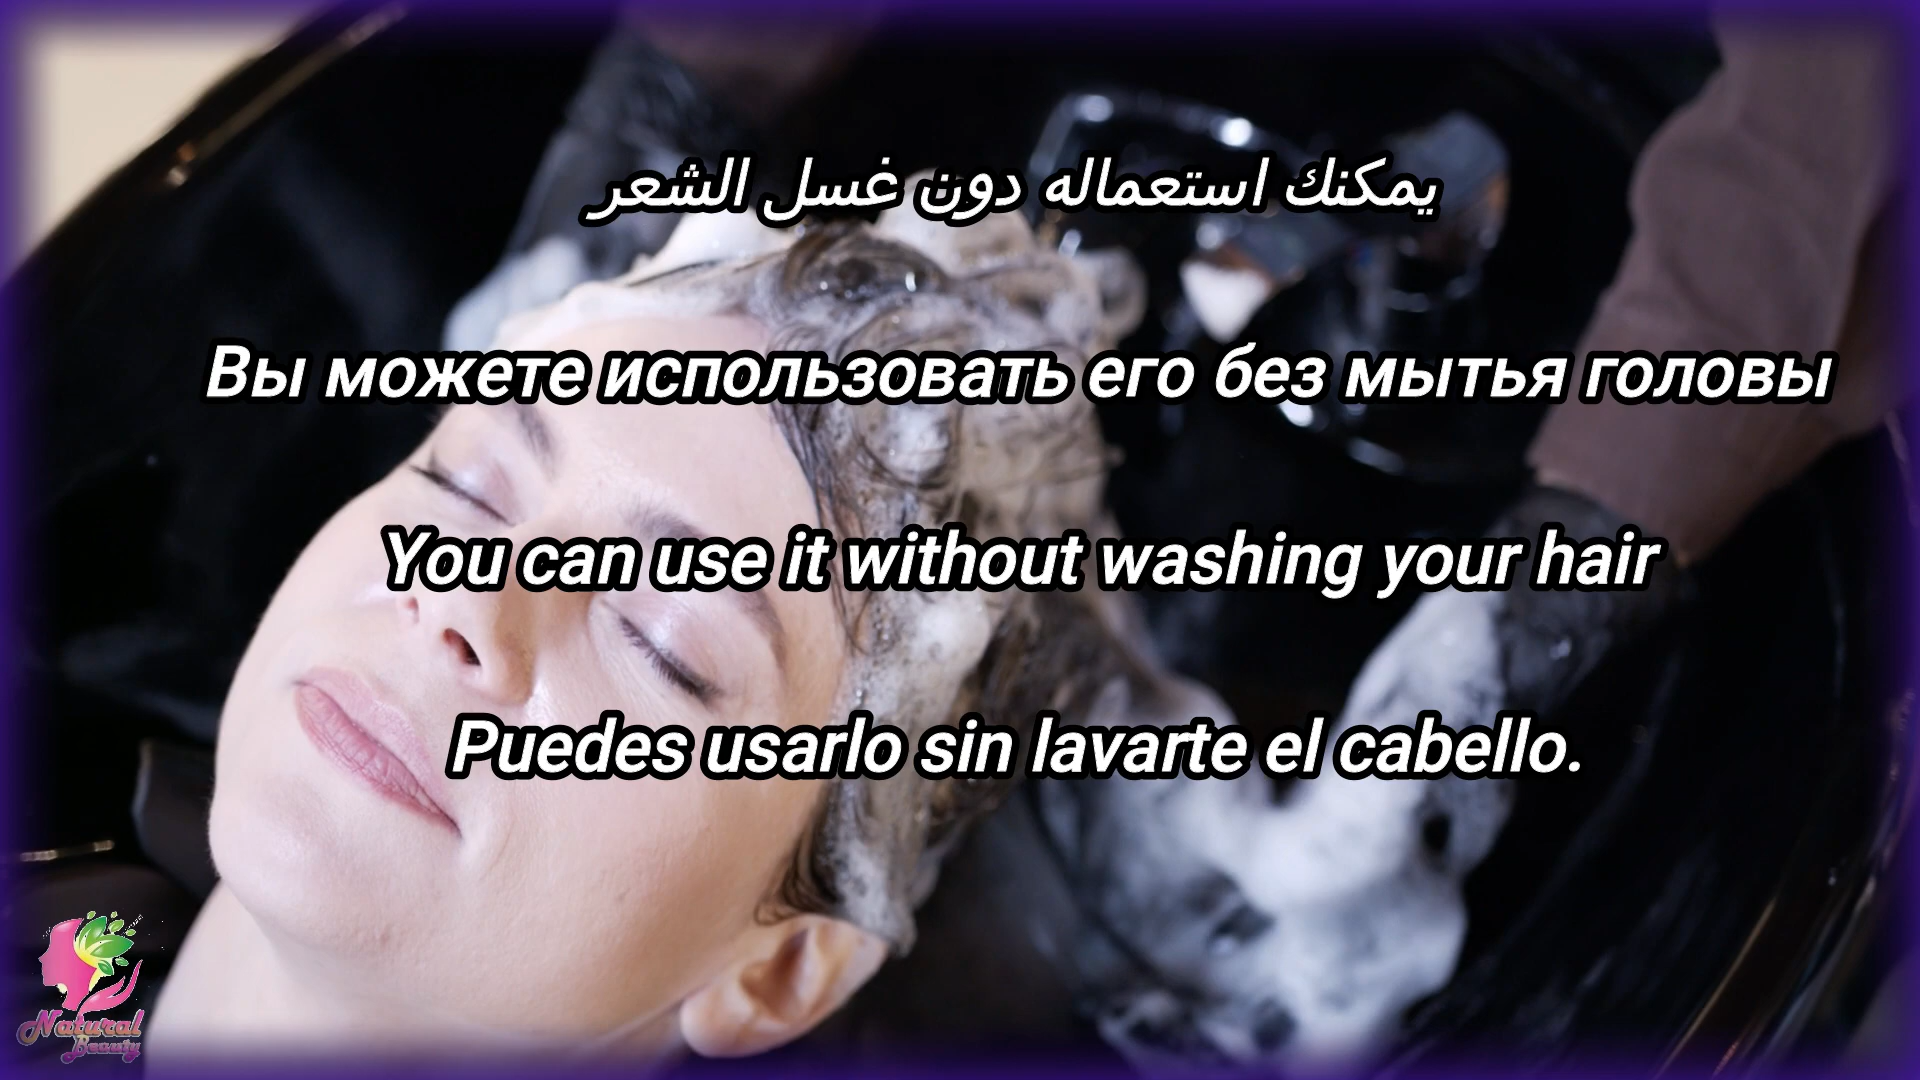 يمكنك استعماله دون غسل الشعر
Вы можете использовать его без мытья головы
You can use it without washing your hair
Puedes usarlo sin lavarte el cabello.
Natural
Beauty